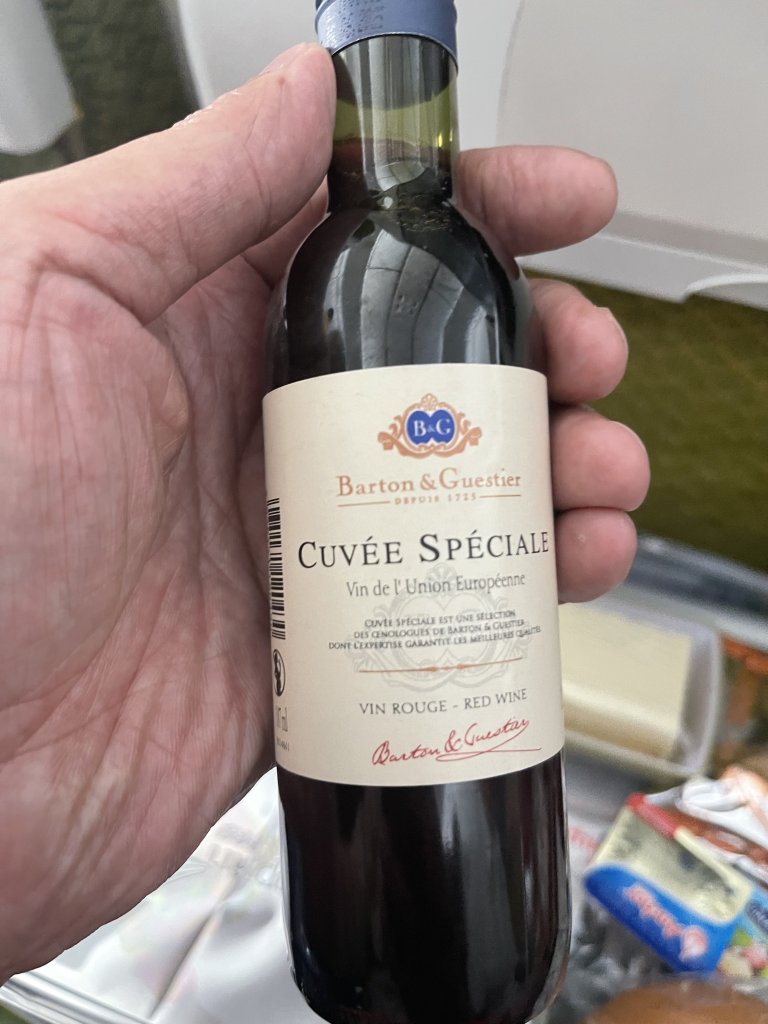 B&G
Barton & Guestier
DEPUIS 1725
CUVÉE SPÉCIALE
Vin de l'Union Européenne
CUVÉE SPÉCIALE EST UNE SÉLECTION
DES ŒNOLOGUES DE BARTON & GUESTIER
DONT L'EXPERTISE GARANTIT LES MEILLEURES QUALITÉS
VIN ROUGE - RED WINE
Barton & Guestier